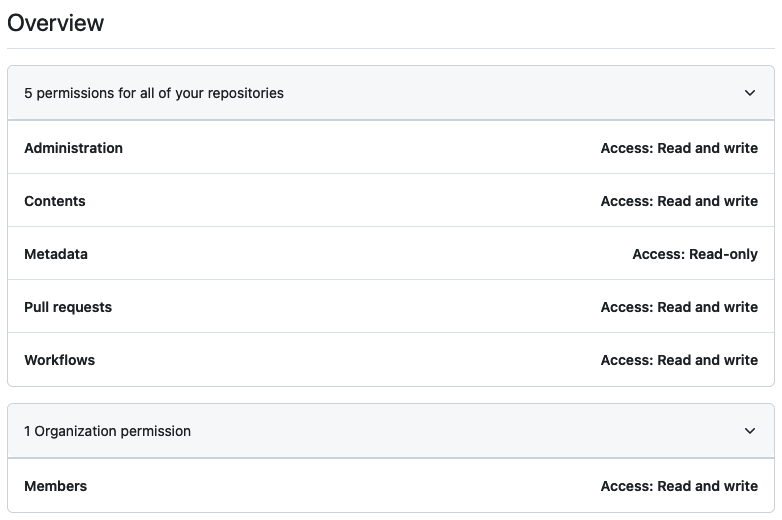 Overview
5 permissions for all of your repositories
Administration Access: Read and write
Contents Access: Read and write
Metadata Access: Read-only
Pull requests Access: Read and write
Workflows Access: Read and write
1 Organization permission
Members Access: Read and write